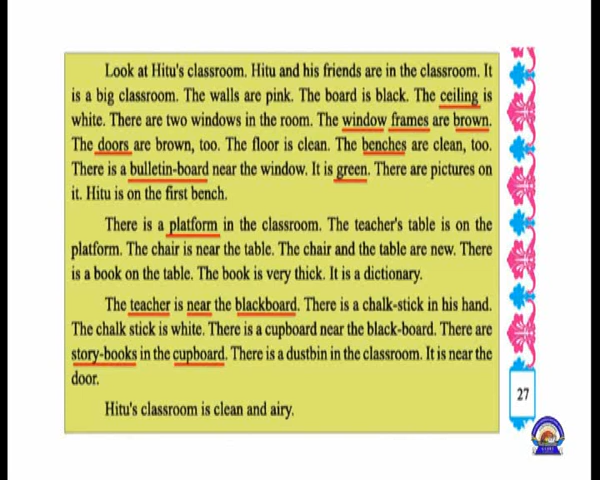 Look at Hitu's classroom. Hitu and his friends are in the classroom. It
is a big classroom. The walls are pink. The board is black. The ceiling is
white. There are two windows in the room. The window frames are brown.
The doors are brown, too. The floor is clean. The benches are clean, too.
There is a bulletin-board near the window. It is green. There are pictures on
it. Hitu is on the first bench.
There is a platform in the classroom. The teacher's table is on the
platform. The chair is near the table. The chair and the table are new. There
is a book on the table. The book is very thick. It is a dictionary.
The teacher is near the blackboard. There is a chalk-stick in his hand.
The chalk stick is white. There is a cupboard near the black-board. There are
story-books in the cupboard. There is a dustbin in the classroom. It is near the
door.
Hitu's classroom is clean and airy.
27